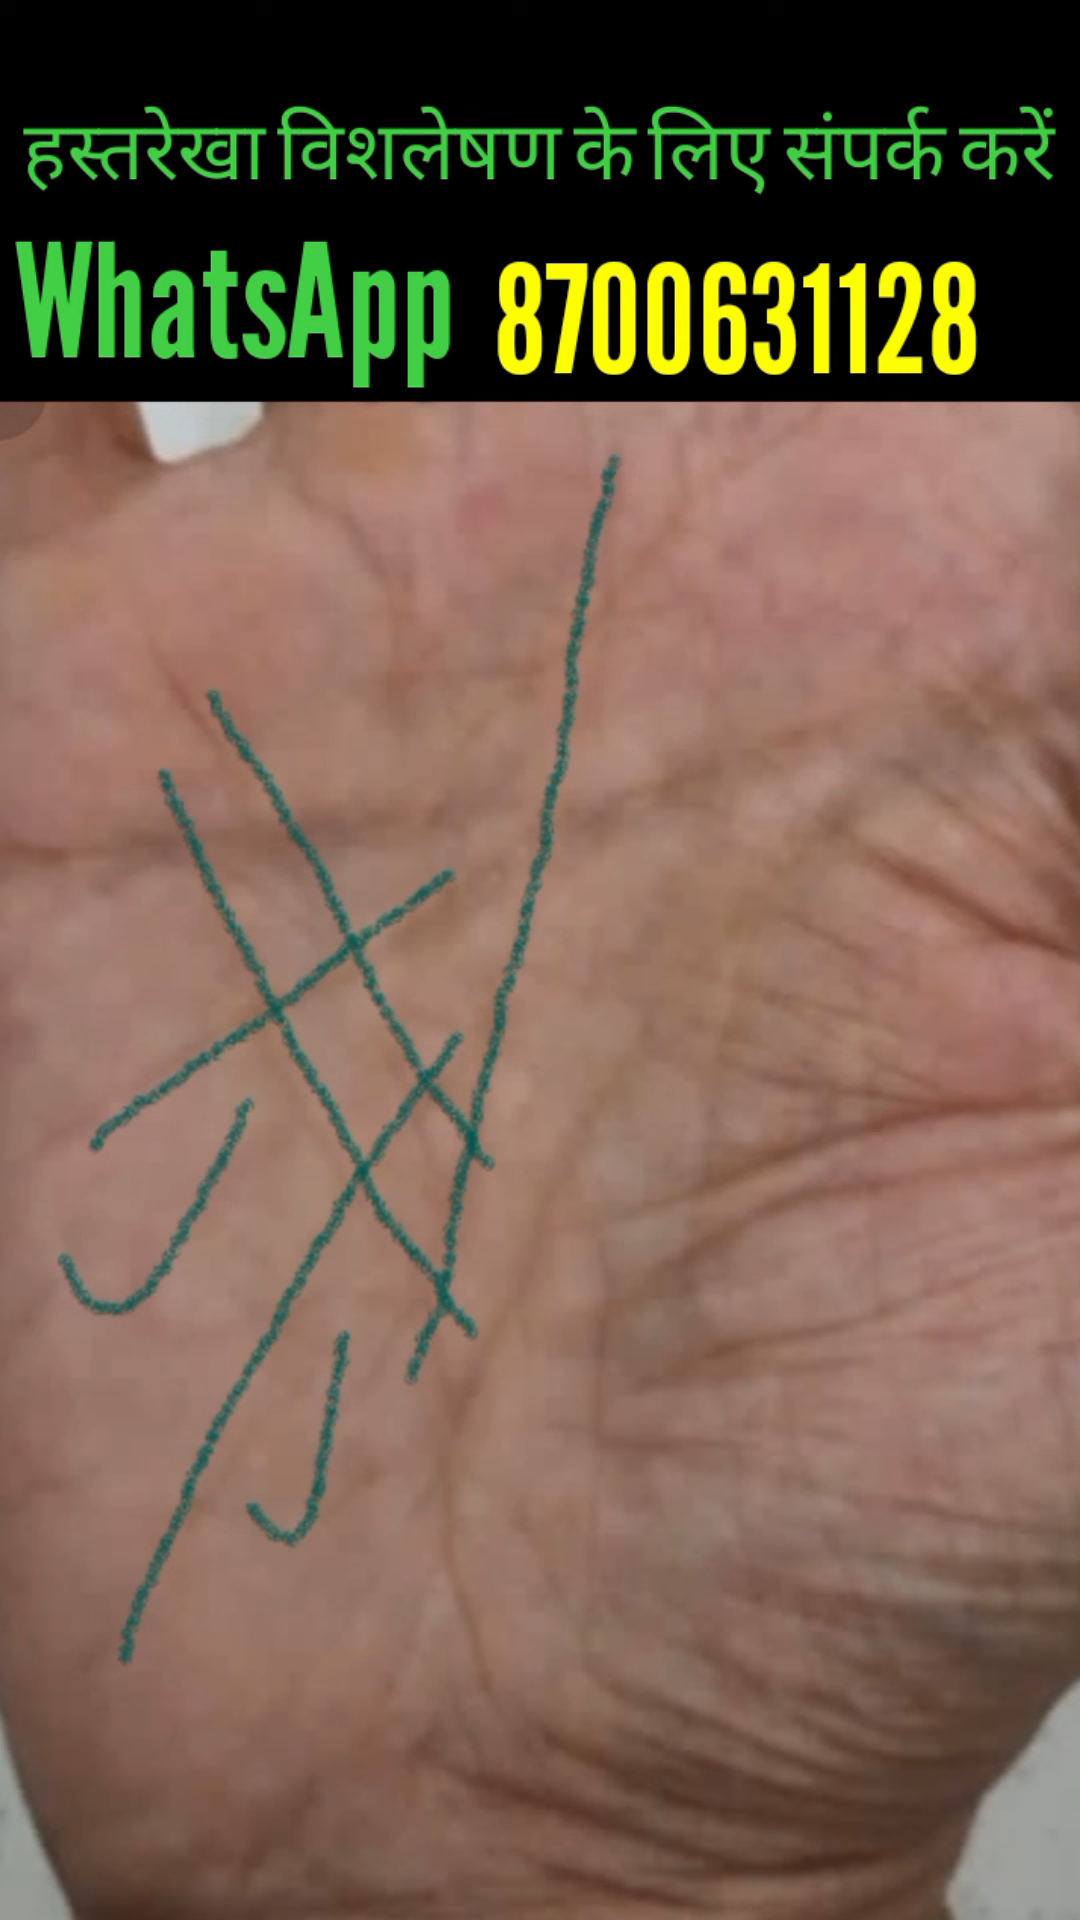 हस्तरेखा विशलेषण के लिए संपर्क करें
WhatsApp 8700631128